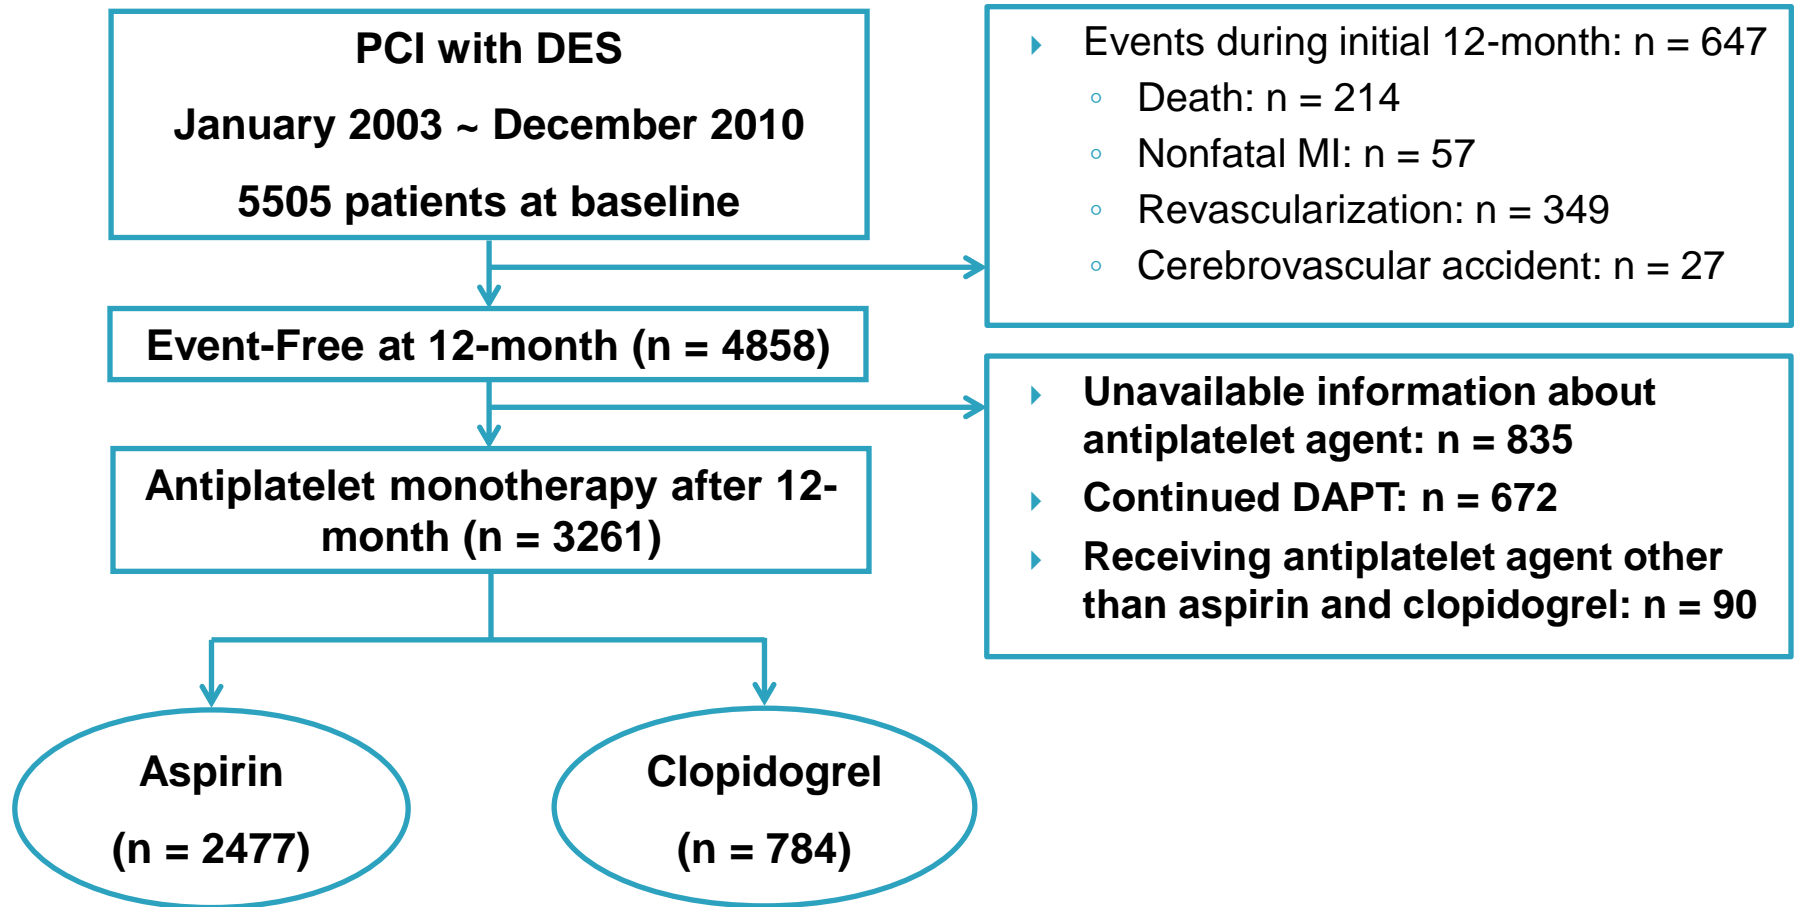 PCI with DES
January 2003 ~ December 2010
5505 patients at baseline
Events during initial 12-month: n = 647
Death: n = 214
Nonfatal MI: n = 57
Revascularization: n = 349
Cerebrovascular accident: n = 27
Event-Free at 12-month (n = 4858)
Unavailable information about
antiplatelet agent: n = 835
Continued DAPT: n = 672
Receiving antiplatelet agent other
than aspirin and clopidogrel: n = 90
Antiplatelet monotherapy after 12-
month (n = 3261)
Aspirin
(n = 2477)
Clopidogrel
(n = 784)